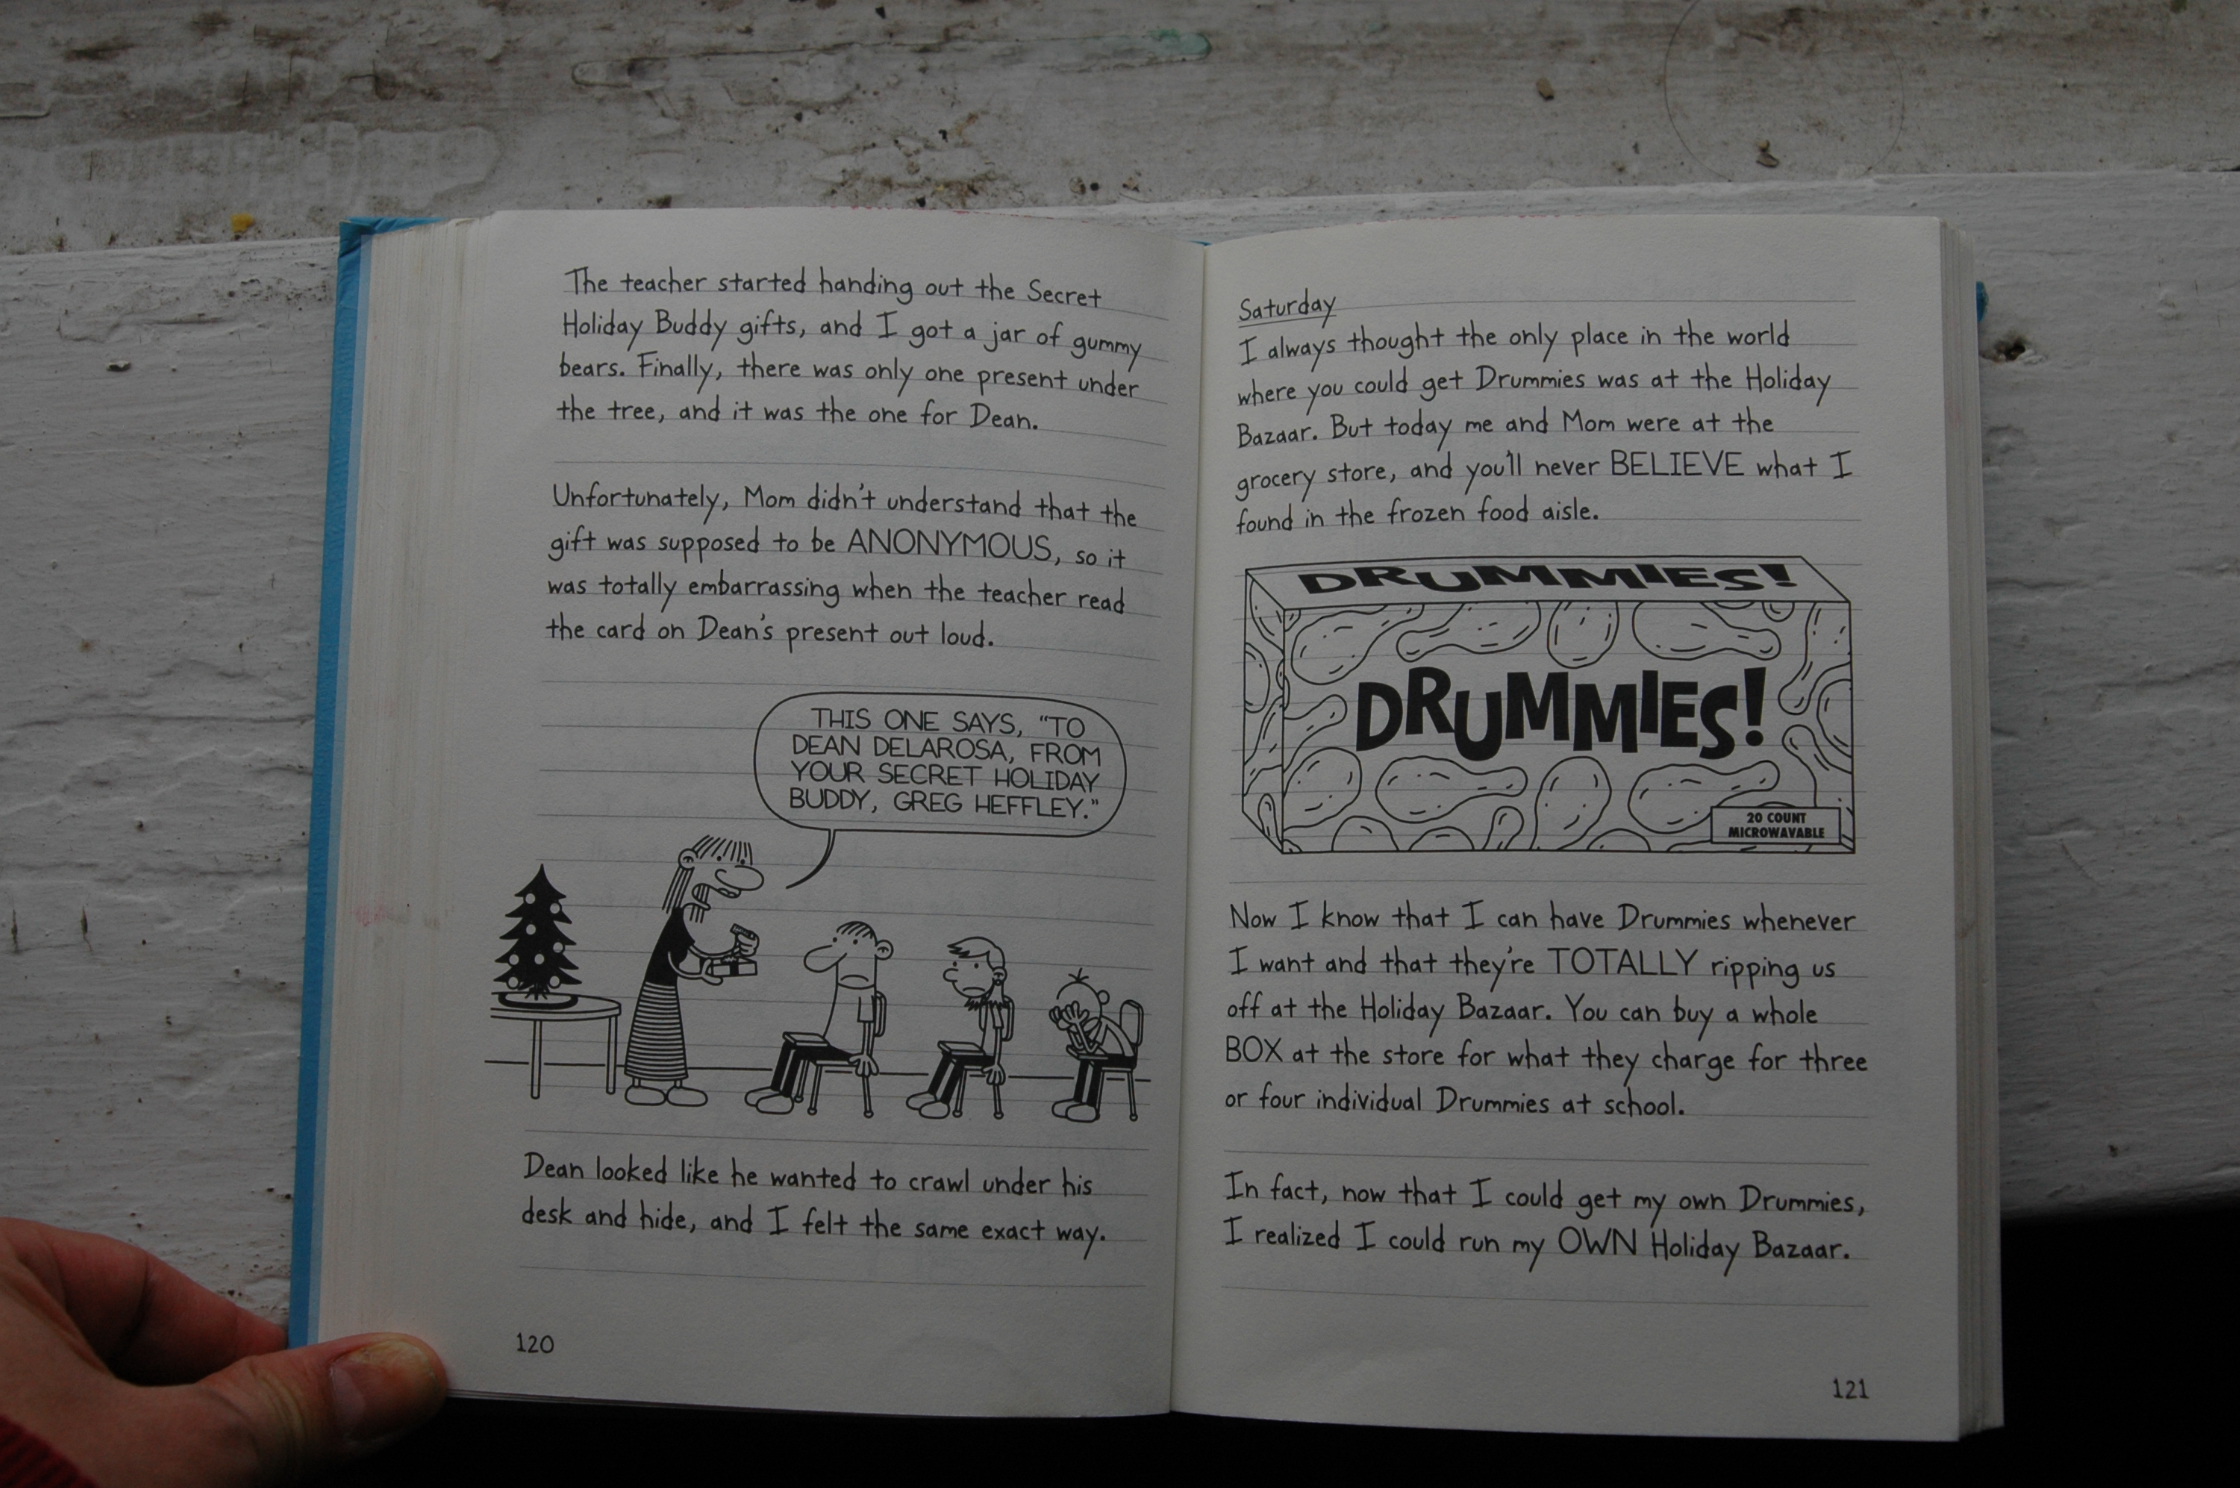 The teacher started handing out the Secret
Holiday Buddy gifts, and I got a jar of gummy
bears. Finally, there was only one present under
the tree, and it was the one for Dean.
Unfortunately, Mom didn't understand that the
gift was supposed to be ANONYMOUS, so it
was totally embarrassing when the teacher read
the card on Dean's present out loud.
THIS ONE SAYS, "TO
DEAN DELAROSA, FROM
YOUR SECRET HOLIDAY
BUDDY, GREG HEFFLEY."
Dean looked like he wanted to crawl under his
desk and hide, and I felt the same exact way.
120
Saturday
I always thought the only place in the world
where you could get Drummies was at the Holiday
Bazaar. But today me and Mom were at the
grocery store, and you'll never BELIEVE what I
found in the frozen food aisle.
DRUMMIES!
DRUMMIES!
20 COUNT
MICROWAVABLE
Now I know that I can have Drummies whenever
I want and that they're TOTALLY ripping us
off at the Holiday Bazaar. You can buy a whole
BOX at the store for what they charge for three
or four individual Drummies at school.
In fact, now that I could get my own Drummies,
I realized I could run my OWN Holiday Bazaar.
121